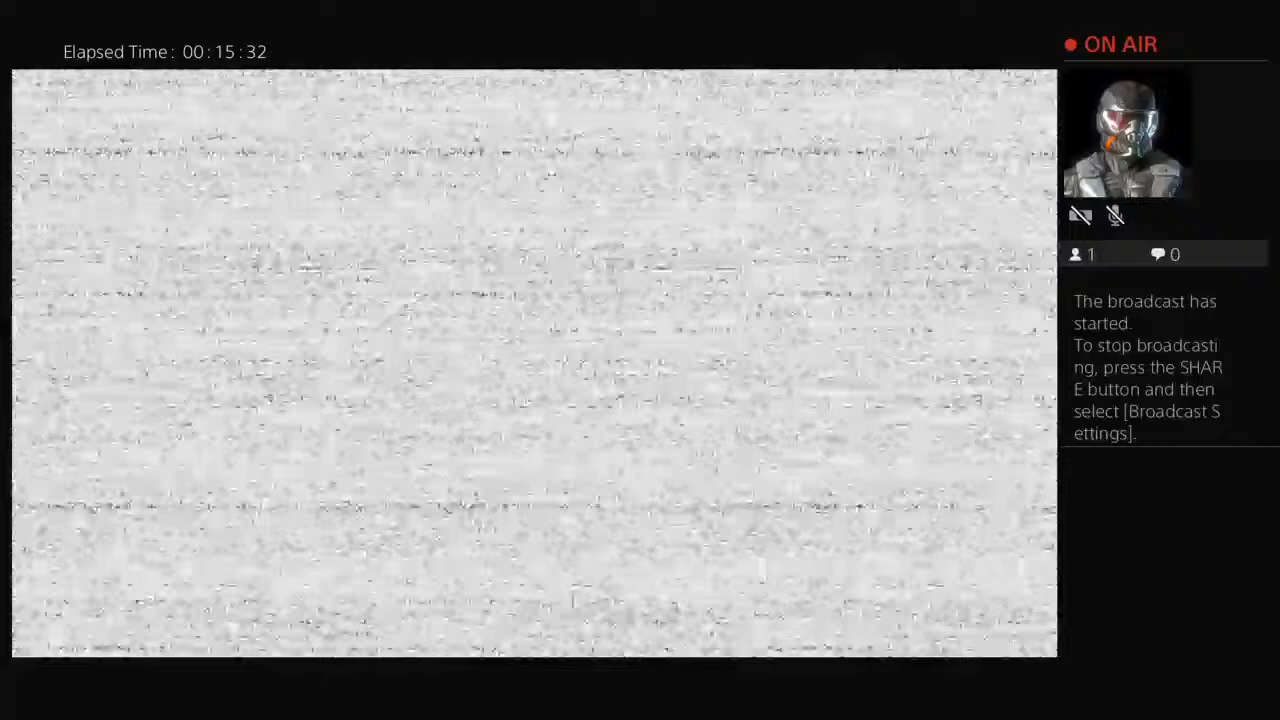 Elapsed Time: 00:15:32
ON AIR
1 0
The broadcast has
started.
To stop broadcasti
ng, press the SHAR
E button and then
select [Broadcast S
ettings].